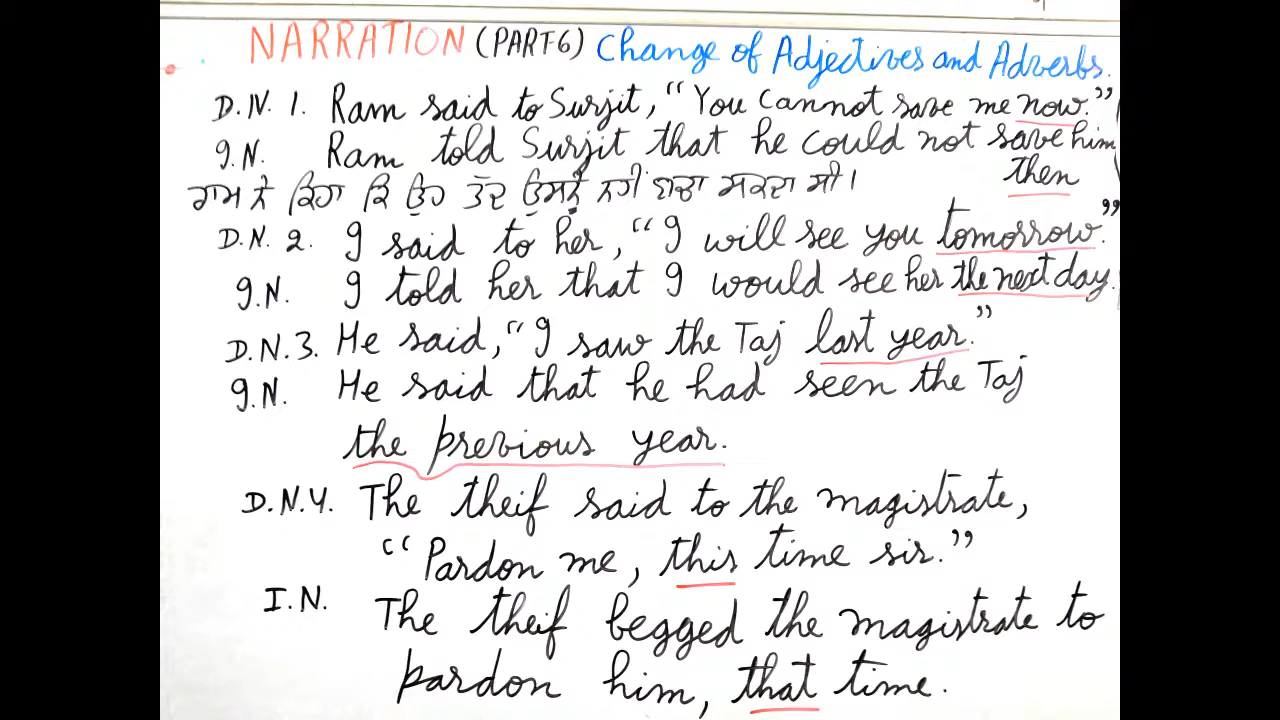 NARRATION (PART-6) Change of Adjectives and Adverbs.
D.N. 1. Ram said to Surjit, "You cannot save me now."
I.N. Ram told Surjit that he could not save him
then
ਰਾਮ ਨੇ ਕਿਹਾ ਕਿ ਉਹ ਤੱਦ ਉਸਨੂੰ ਨਹੀਂ ਬਚਾ ਸਕਦਾ ਸੀ।
D.N. 2. I said to her, "I will see you tomorrow."
I.N. I told her that I would see her the next day.
D.N. 3. He said, "I saw the Taj last year."
I.N. He said that he had seen the Taj
the previous year.
D.N. 4. The theif said to the magistrate,
"Pardon me, this time sir."
I.N. The theif begged the magistrate to
pardon him, that time.